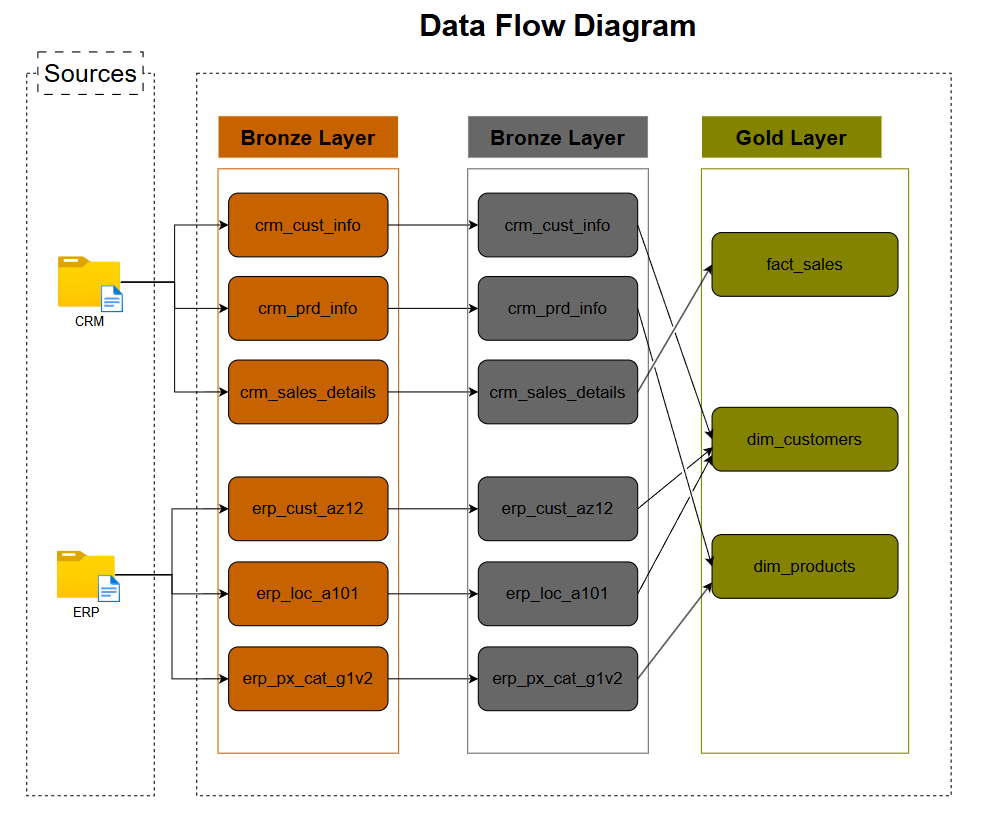 Data Flow Diagram
Sources
CRM
ERP
Bronze Layer
crm_cust_info
crm_prd_info
crm_sales_details
erp_cust_az12
erp_loc_a101
erp_px_cat_g1v2
Bronze Layer
crm_cust_info
crm_prd_info
crm_sales_details
erp_cust_az12
erp_loc_a101
erp_px_cat_g1v2
Gold Layer
fact_sales
dim_customers
dim_products